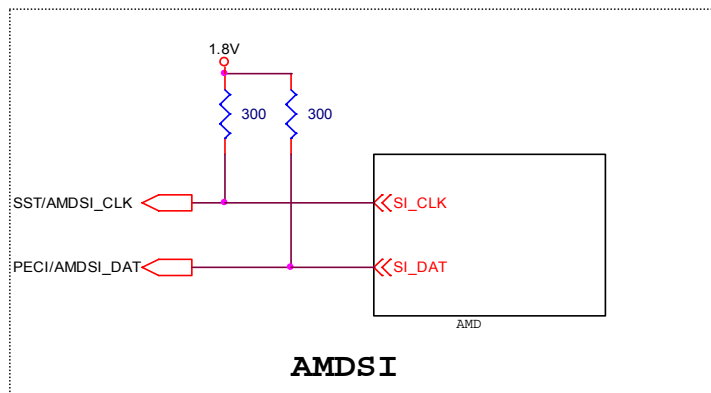 1.8V
300 300
SST/AMDSI_CLK SI_CLK
PECI/AMDSI_DAT SI_DAT
AMD
AMDSI